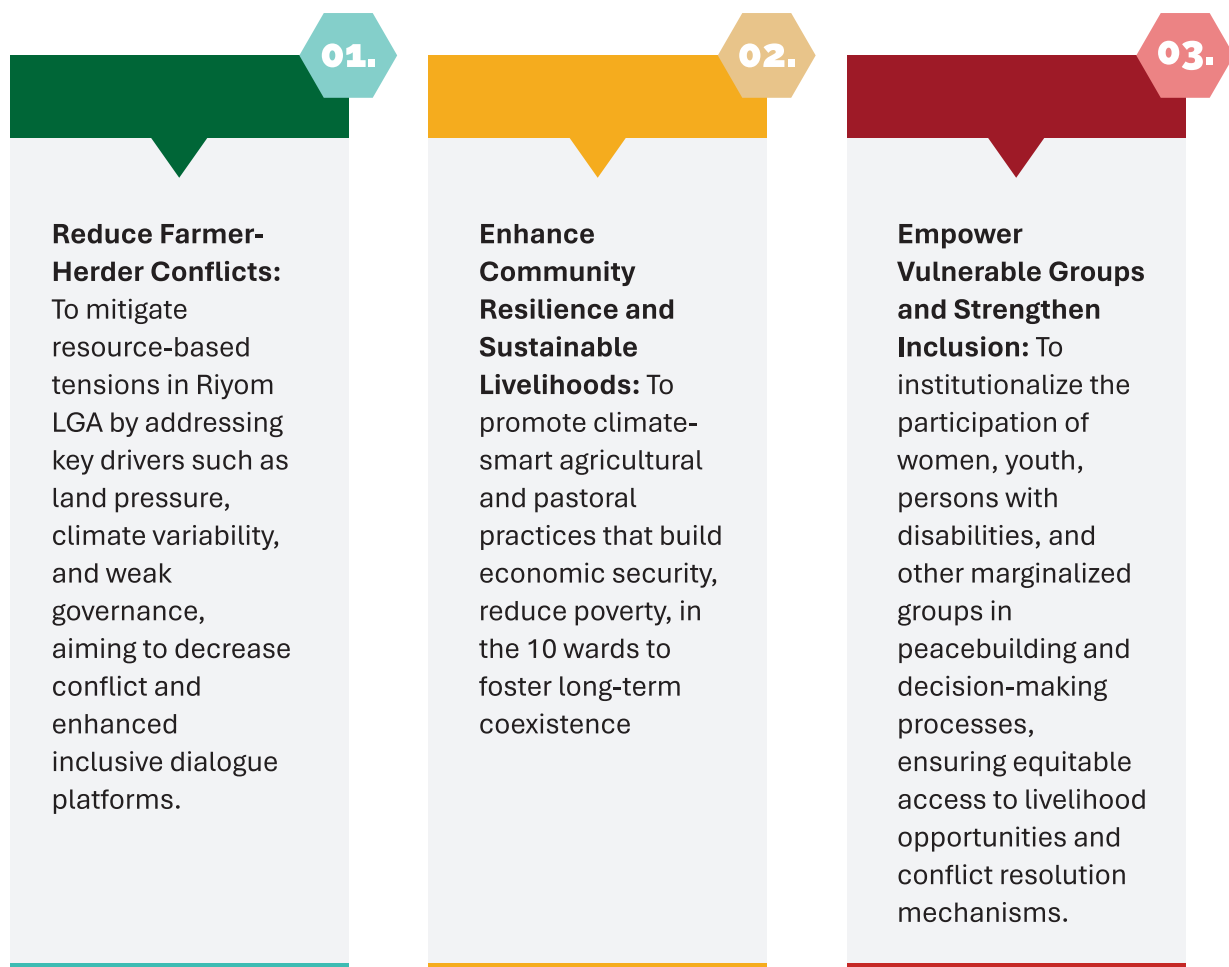 01.
Reduce Farmer-
Herder Conflicts:
To mitigate
resource-based
tensions in Riyom
LGA by addressing
key drivers such as
land pressure,
climate variability,
and weak
governance,
aiming to decrease
conflict and
enhanced
inclusive dialogue
platforms.
02.
Enhance
Community
Resilience and
Sustainable
Livelihoods: To
promote climate-
smart agricultural
and pastoral
practices that build
economic security,
reduce poverty, in
the 10 wards to
foster long-term
coexistence
03.
Empower
Vulnerable Groups
and Strengthen
Inclusion: To
institutionalize the
participation of
women, youth,
persons with
disabilities, and
other marginalized
groups in
peacebuilding and
decision-making
processes,
ensuring equitable
access to livelihood
opportunities and
conflict resolution
mechanisms.